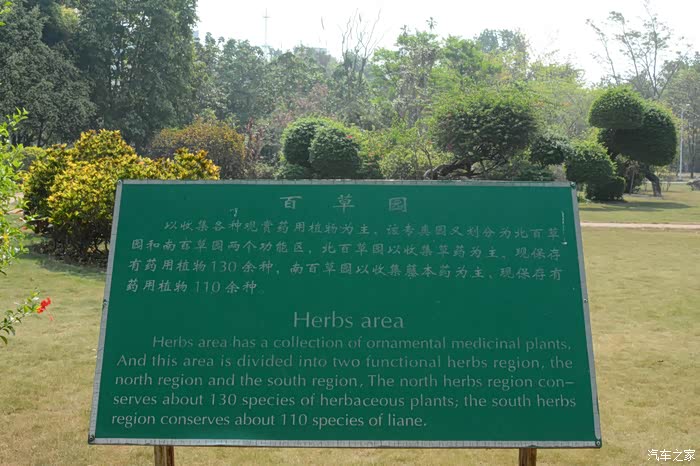 百草园
以收集各种观赏药用植物为主。该专类园又划分为北百草
园和南百草园两个功能区，北百草园以收集草药为主、现保存
有药用植物130余种，南百草园以收集藤本药为主、现保存有
药用植物110余种。
Herbs area
Herbs area has a collection of ornamental medicinal plants.
And this area is divided into two functional herbs region, the
north region and the south region. The north herbs region con-
serves about 130 species of herbaceous plants; the south herbs
region conserves about 110 species of liane.
汽车之家